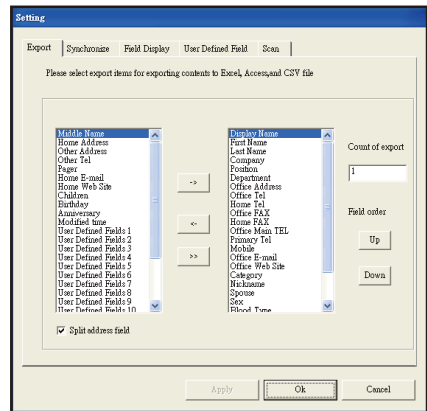 Setting
Export Synchronize Field Display User Defined Field Scan
Please select export items for exporting contents to Excel, Access,and CSV file
Middle Name
Home Address
Other Address
Other Tel
Pager
Home E-mail
Home Web Site
Children
Birthday
Anniversary
Modified time
User Defined Fields 1
User Defined Fields 2
User Defined Fields 3
User Defined Fields 4
User Defined Fields 5
User Defined Fields 6
User Defined Fields 7
User Defined Fields 8
User Defined Fields 9
User Defined Fields 10
->
<-
>>
Display Name
First Name
Last Name
Company
Position
Department
Office Address
Office Tel
Home Tel
Office FAX
Home FAX
Office Main TEL
Primary Tel
Mobile
Office E-mail
Office Web Site
Category
Nickname
Spouse
Sex
Blood Type
Count of export
1
Field order
Up
Down
Split address field
Apply Ok Cancel